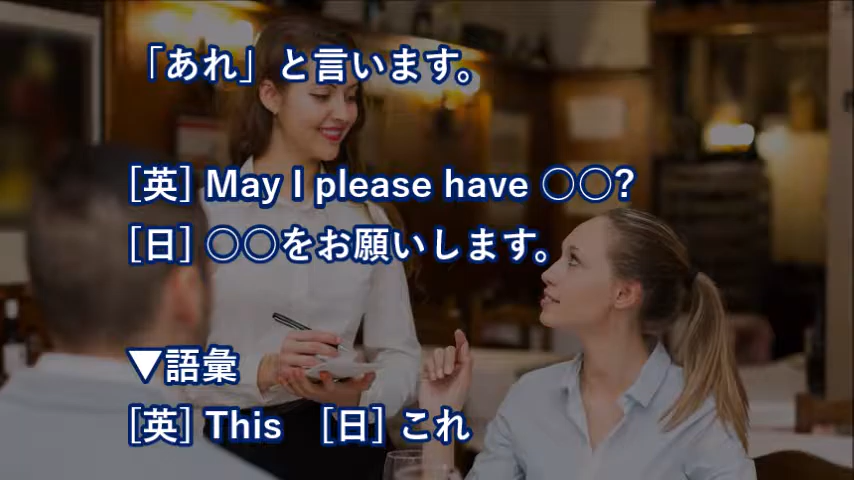 「あれ」と言います。
[英] May I please have ○○?
[日] ○○をお願いします。
▼語彙
[英] This　[日] これ